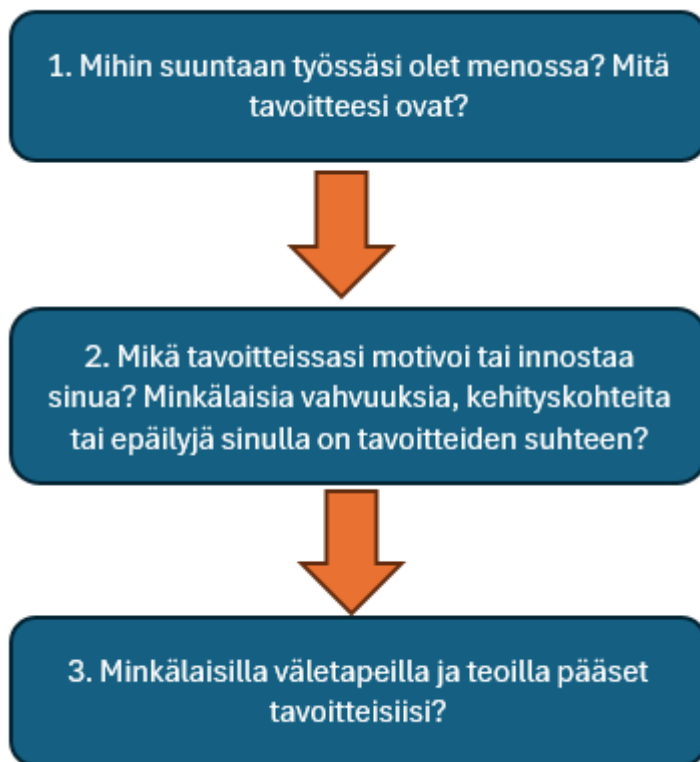 1. Mihin suuntaan työssäsi olet menossa? Mitä
tavoitteesi ovat?
2. Mikä tavoitteissasi motivoi tai innostaa
sinua? Minkälaisia vahvuuksia, kehityskohteita
tai epäilyjä sinulla on tavoitteiden suhteen?
3. Minkälaisilla väletapeilla ja teoilla pääset
tavoitteisiisi?